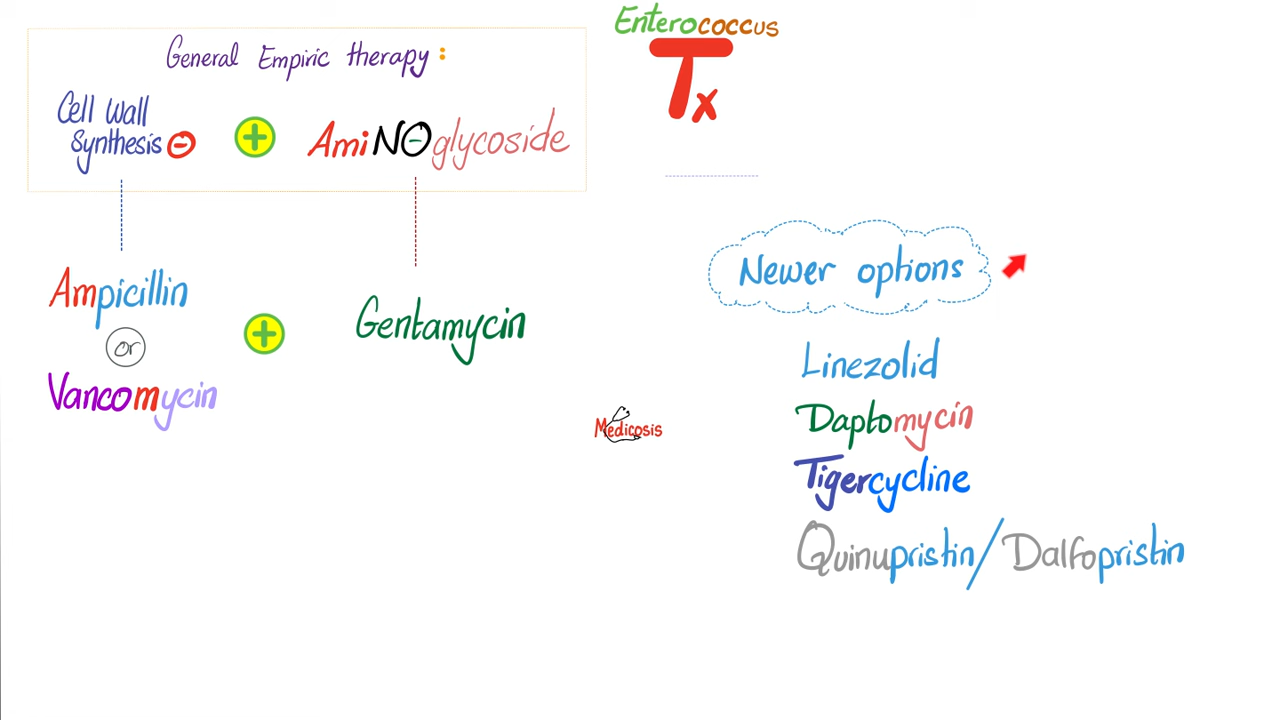 Enterococcus
Tx
General Empiric therapy :
Cell Wall
Synthesis -
+
AmiNOglycoside
Ampicillin
or
Vancomycin
+
Gentamycin
Newer options
Linezolid
Daptomycin
Tigercycline
Quinupristin/Dalfopristin
Medicosis